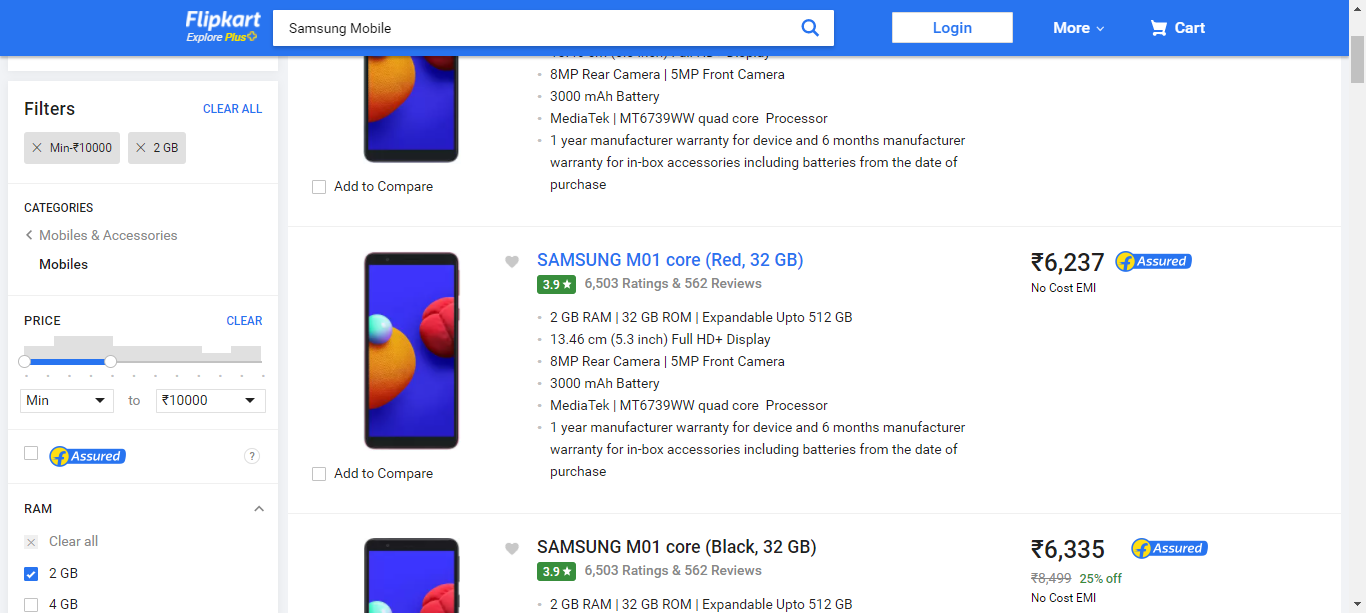 Flipkart
Explore Plus
Samsung Mobile
Login
More
Cart
Filters
CLEAR ALL
Min-₹10000
2 GB
CATEGORIES
Mobiles & Accessories
Mobiles
PRICE
CLEAR
Min
to
₹10000
Assured
?
RAM
Clear all
2 GB
4 GB
8MP Rear Camera | 5MP Front Camera
3000 mAh Battery
MediaTek | MT6739WW quad core Processor
1 year manufacturer warranty for device and 6 months manufacturer
warranty for in-box accessories including batteries from the date of
purchase
Add to Compare
SAMSUNG M01 core (Red, 32 GB)
3.9 ★ 6,503 Ratings & 562 Reviews
2 GB RAM | 32 GB ROM | Expandable Upto 512 GB
13.46 cm (5.3 inch) Full HD+ Display
8MP Rear Camera | 5MP Front Camera
3000 mAh Battery
MediaTek | MT6739WW quad core Processor
1 year manufacturer warranty for device and 6 months manufacturer
warranty for in-box accessories including batteries from the date of
purchase
₹6,237
Assured
No Cost EMI
Add to Compare
SAMSUNG M01 core (Black, 32 GB)
3.9 ★ 6,503 Ratings & 562 Reviews
2 GB RAM | 32 GB ROM | Expandable Upto 512 GB
₹6,335
Assured
₹8,499 25% off
No Cost EMI